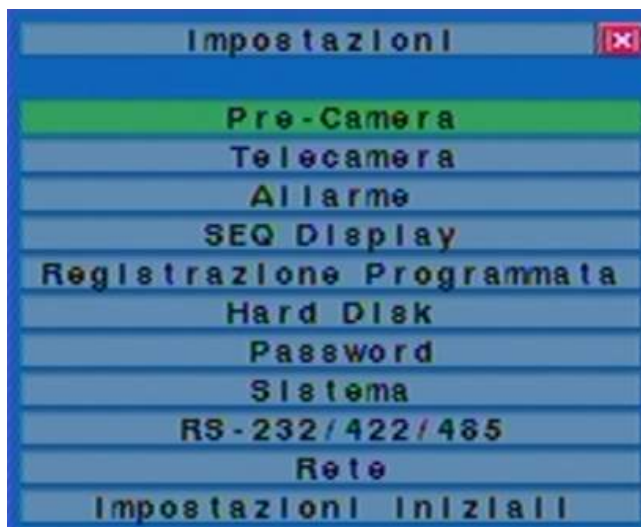 Impostazioni
Pre-Camera
Telecamera
Allarme
SEQ Display
Registrazione Programmata
Hard Disk
Password
Sistema
RS-232/422/485
Rete
Impostazioni Iniziali